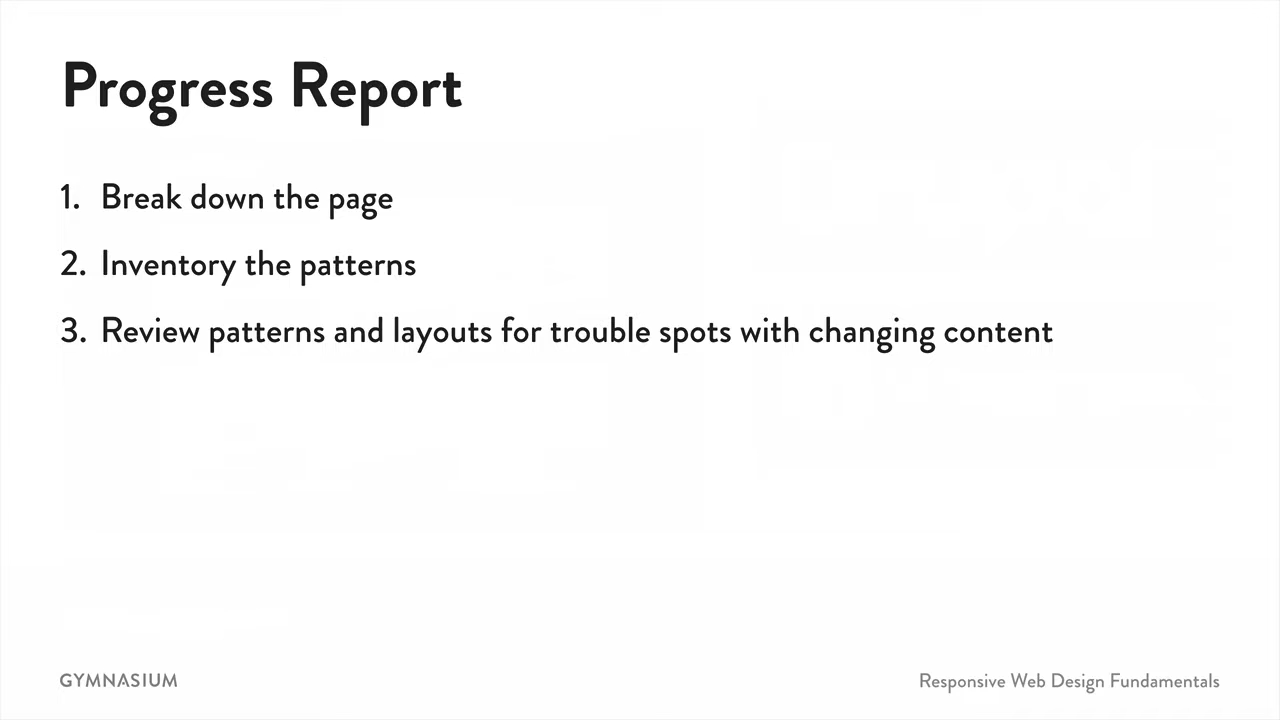 Progress Report
1. Break down the page
2. Inventory the patterns
3. Review patterns and layouts for trouble spots with changing content
GYMNASIUM
Responsive Web Design Fundamentals